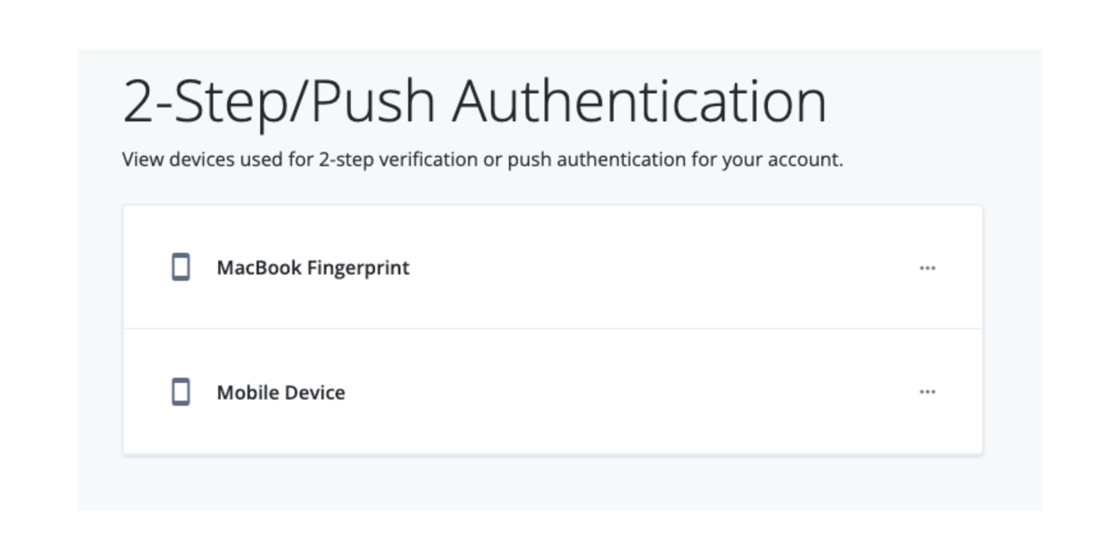 2-Step/Push Authentication
View devices used for 2-step verification or push authentication for your account.
MacBook Fingerprint
Mobile Device